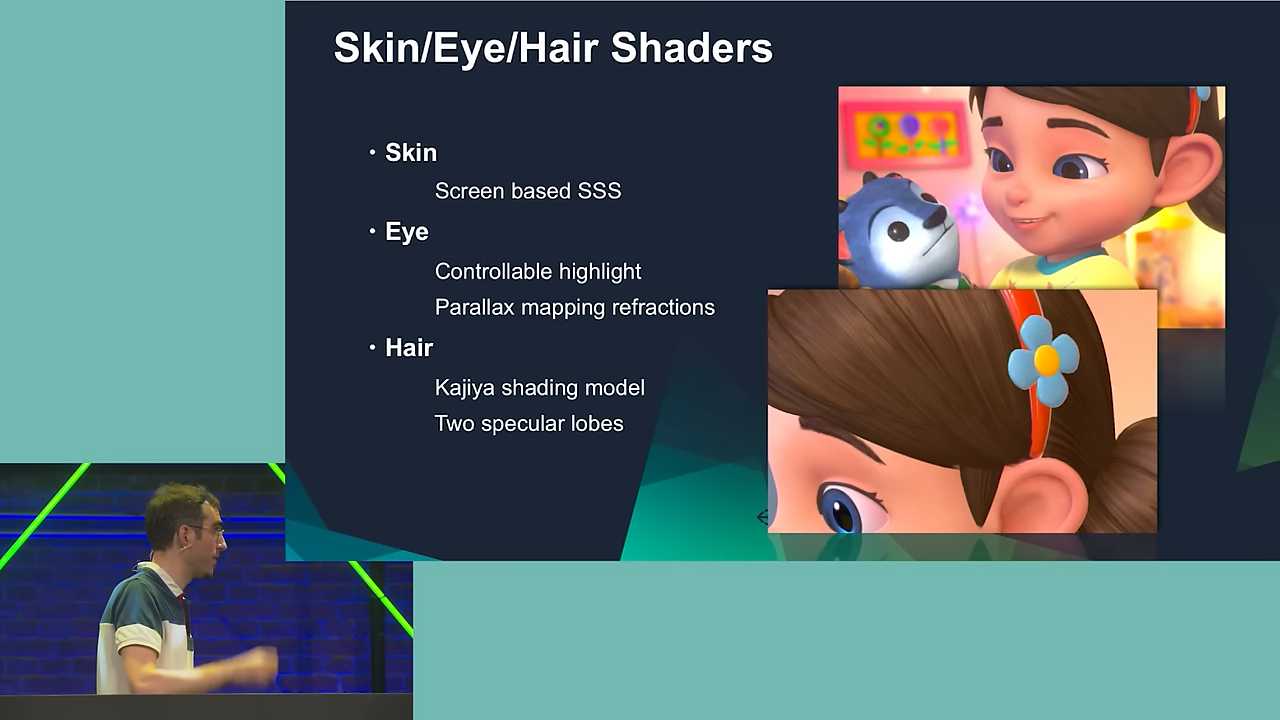 Skin/Eye/Hair Shaders
• Skin
Screen based SSS
• Eye
Controllable highlight
Parallax mapping refractions
• Hair
Kajiya shading model
Two specular lobes